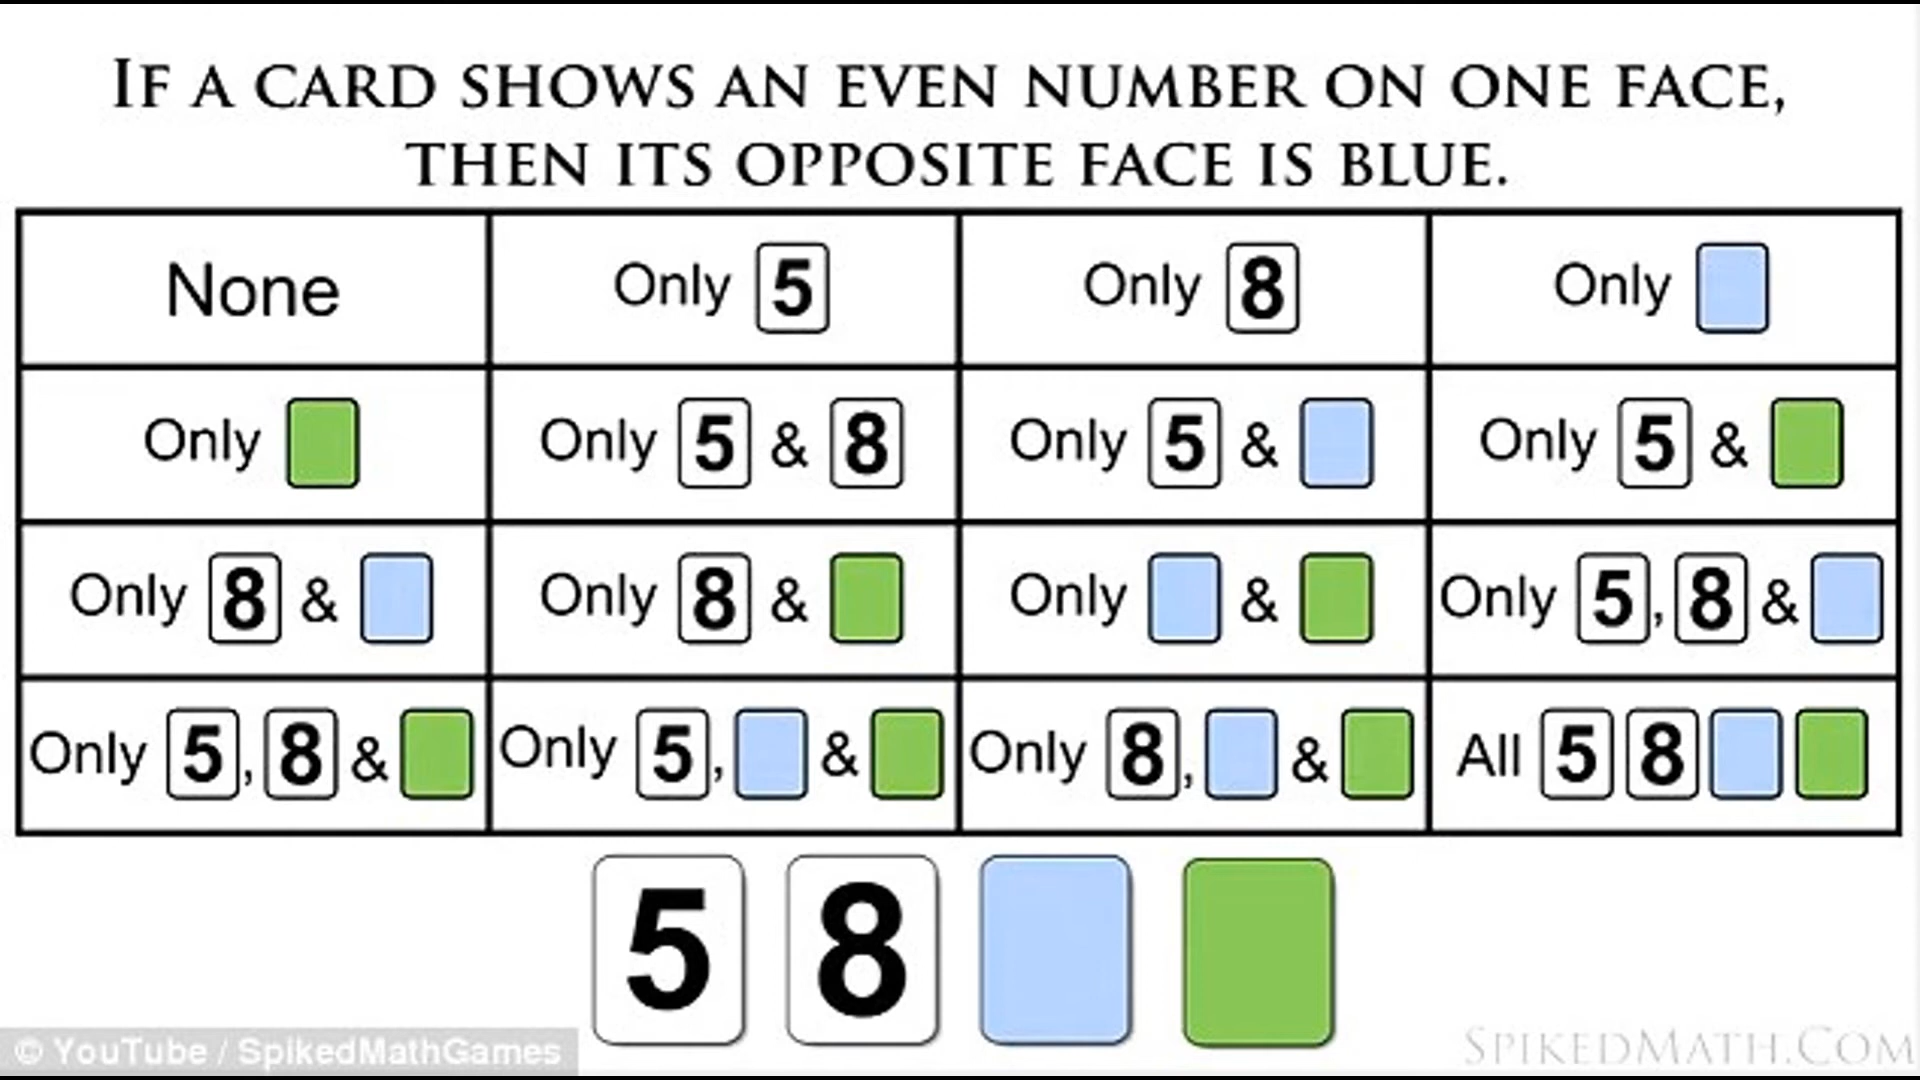 IF A CARD SHOWS AN EVEN NUMBER ON ONE FACE,
THEN ITS OPPOSITE FACE IS BLUE.
None
Only 5
Only 8
Only
Only
Only 5 & 8
Only 5 &
Only 5 &
Only 8 &
Only 8 &
Only &
Only 5, 8 &
Only 5, 8 &
Only 5, &
Only 8, &
All 5 8
5 8
© YouTube / SpikedMathGames
SPIKEDMATH.COM